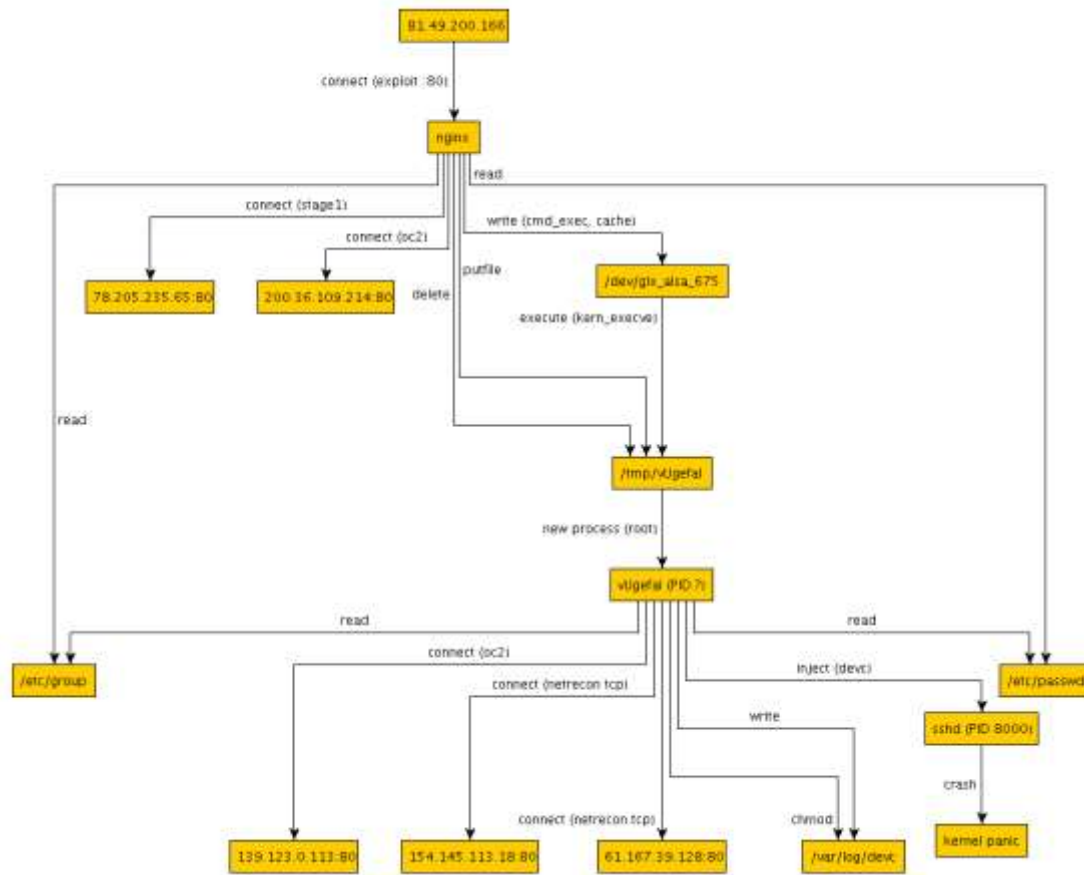 81.49.200.166
connect (exploit :80)
nginx
read
connect (stage1)
write (cmd_exec, cache)
connect (oc2)
putfile
/dev/glx_alsa_675
78.205.235.65:80
200.36.109.214:80
delete
execute (kern_execve)
read
/tmp/vUgefal
new process (root)
vUgefal (PID ?)
read
read
connect (oc2)
inject (devc)
/etc/group
/etc/passwd
connect (netrecon tcp)
write
sshd (PID 8000)
crash
connect (netrecon tcp)
chmod
kernel panic
139.123.0.113:80
154.145.113.18:80
61.167.39.128:80
/var/log/devc